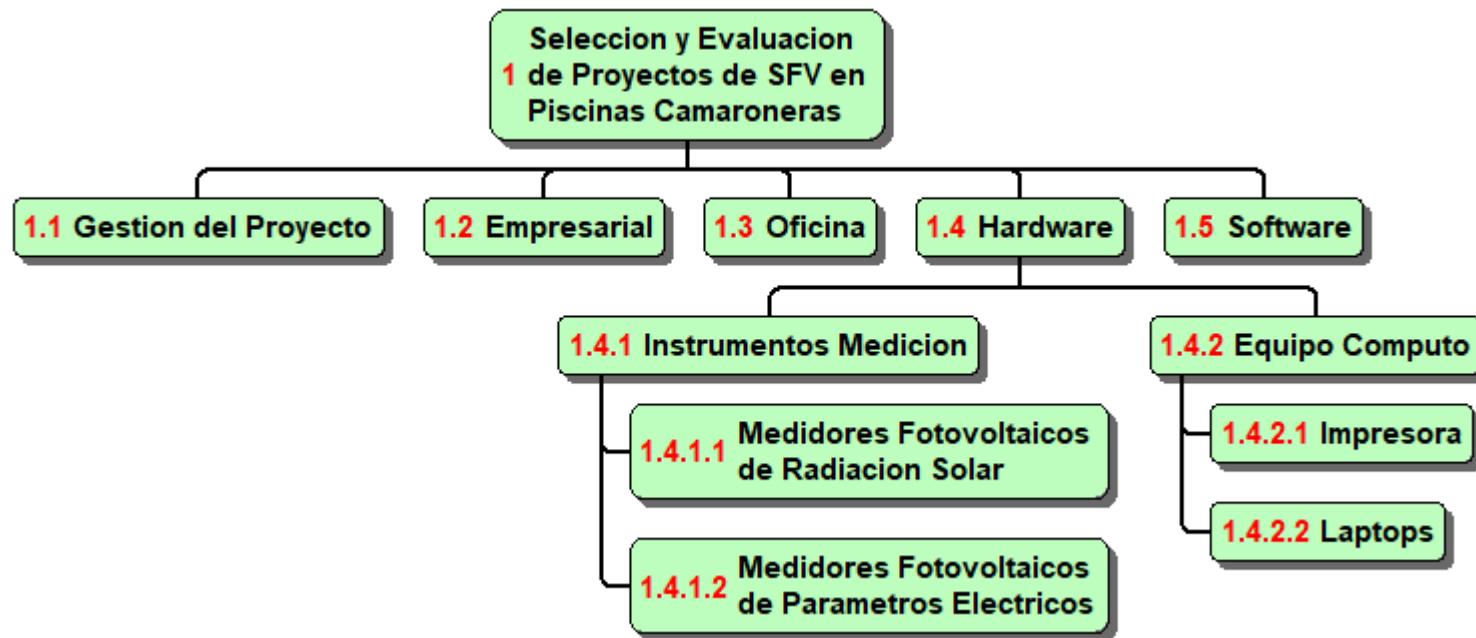 Seleccion y Evaluacion
1 de Proyectos de SFV en
Piscinas Camaroneras
1.1 Gestion del Proyecto
1.2 Empresarial
1.3 Oficina
1.4 Hardware
1.5 Software
1.4.1 Instrumentos Medicion
1.4.2 Equipo Computo
1.4.1.1 Medidores Fotovoltaicos
de Radiacion Solar
1.4.2.1 Impresora
1.4.2.2 Laptops
1.4.1.2 Medidores Fotovoltaicos
de Parametros Electricos